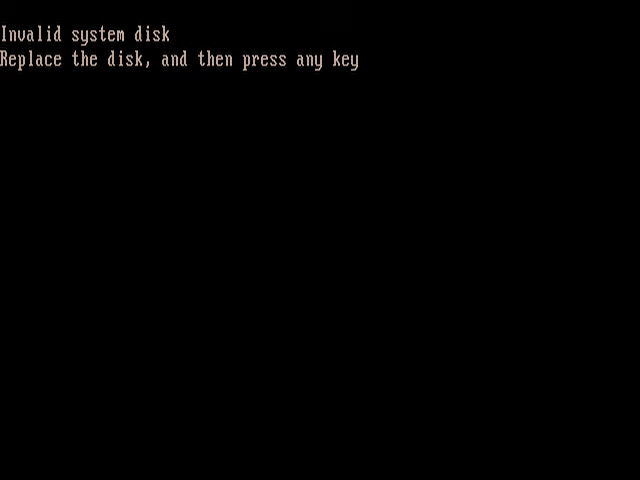 Invalid system disk
Replace the disk, and then press any key